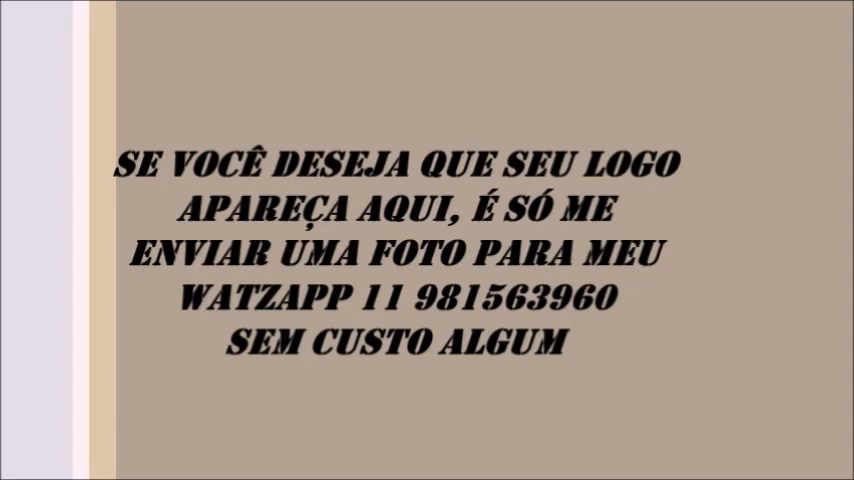 SE VOCÊ DESEJA QUE SEU LOGO
APAREÇA AQUI, É SÓ ME
ENVIAR UMA FOTO PARA MEU
WATZAPP 11 981563960
SEM CUSTO ALGUM